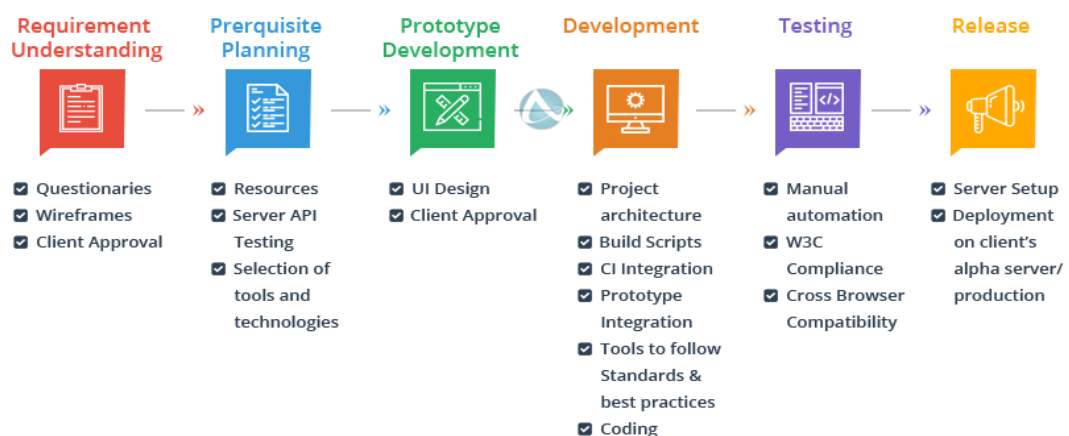 Requirement
Understanding
Prerquisite
Planning
Prototype
Development
Development
Testing
Release
Questionaries
Wireframes
Client Approval
Resources
Server API
Testing
Selection of
tools and
technologies
UI Design
Client Approval
Project
architecture
Build Scripts
CI Integration
Prototype
Integration
Tools to follow
Standards &
best practices
Coding
Manual
automation
W3C
Compliance
Cross Browser
Compatibility
Server Setup
Deployment
on client's
alpha server/
production